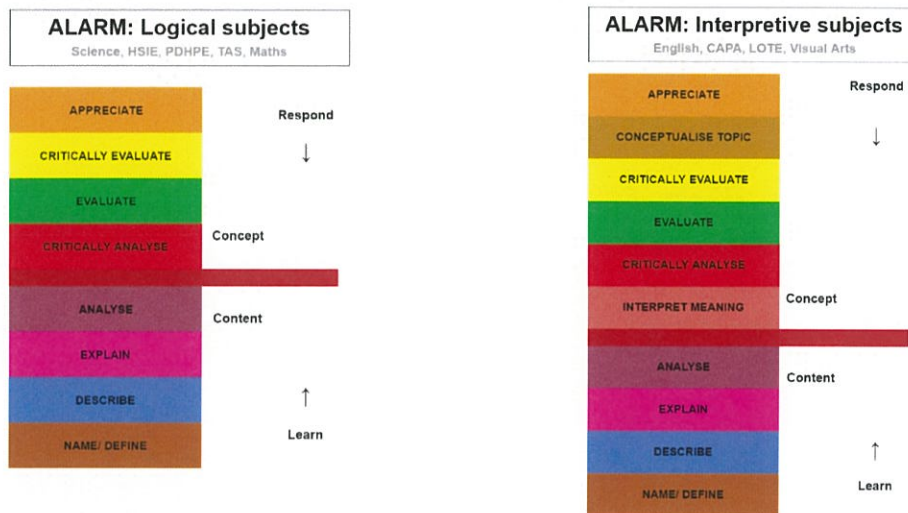 ALARM: Logical subjects
Science, HSIE, PDHPE, TAS, Maths
APPRECIATE
Respond
↓
CRITICALLY EVALUATE
EVALUATE
CRITICALLY ANALYSE
Concept
ANALYSE
Content
EXPLAIN
DESCRIBE
↑
Learn
NAME/ DEFINE
ALARM: Interpretive subjects
English, CAPA, LOTE, Visual Arts
APPRECIATE
Respond
CONCEPTUALISE TOPIC
↓
CRITICALLY EVALUATE
EVALUATE
CRITICALLY ANALYSE
INTERPRET MEANING
Concept
ANALYSE
Content
EXPLAIN
DESCRIBE
↑
Learn
NAME/ DEFINE